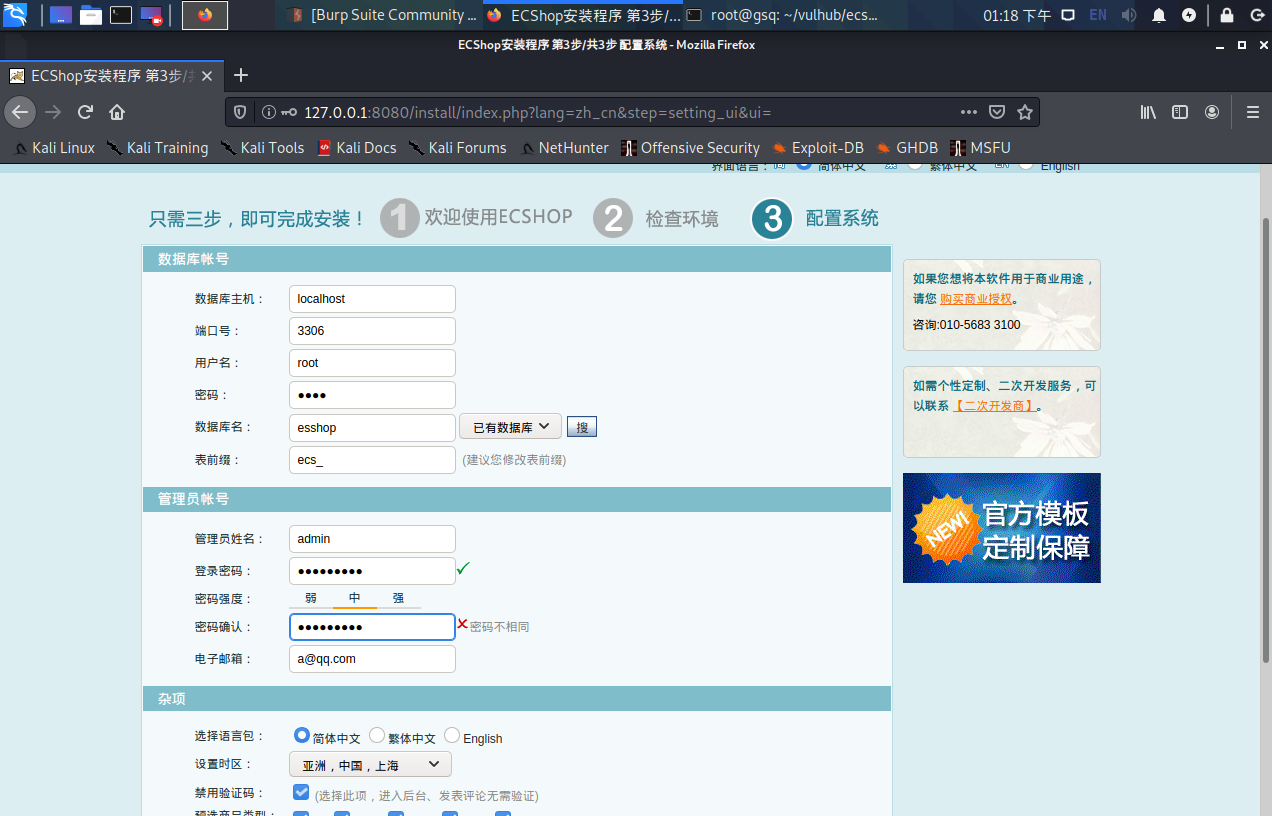 [Burp Suite Community ... ECShop安装程序 第3步/... root@gsq: ~/vulhub/ecs... 01:18 下午 EN
ECShop安装程序 第3步/共3步 配置系统 - Mozilla Firefox
ECShop安装程序 第3步/
127.0.0.1:8080/install/index.php?lang=zh_cn&step=setting_ui&ui=
Kali Linux Kali Training Kali Tools Kali Docs Kali Forums NetHunter Offensive Security Exploit-DB GHDB MSFU
界面语言： 简体中文 繁体中文 English
只需三步，即可完成安装！ 1 欢迎使用ECSHOP 2 检查环境 3 配置系统
数据库帐号
数据库主机： localhost
端口号： 3306
用户名： root
密码： ●●●●
数据库名： esshop 已有数据库 搜
表前缀： ecs_ (建议您修改表前缀)
管理员帐号
管理员姓名： admin
登录密码： ●●●●●●●●●
密码强度： 弱 中 强
密码确认： ●●●●●●●●● 密码不相同
电子邮箱： a@qq.com
杂项
选择语言包： 简体中文 繁体中文 English
设置时区： 亚洲，中国，上海
禁用验证码： (选择此项，进入后台、发表评论无需验证)
预选商品类型：
如果您想将本软件用于商业用途，
请您 购买商业授权。
咨询:010-5683 3100
如需个性定制、二次开发服务，可
以联系 【二次开发商】。
NEW! 官方模板
定制保障